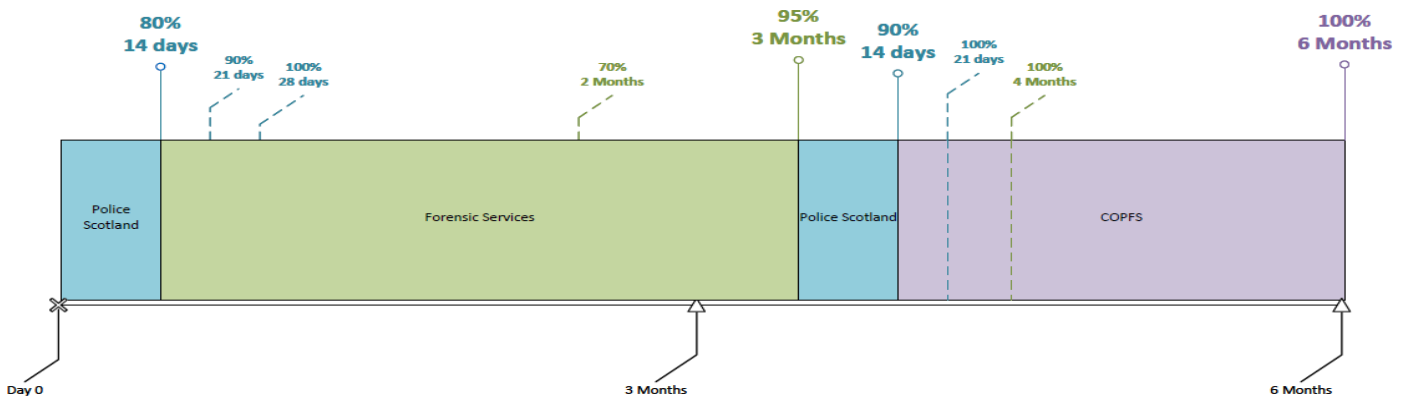 80%
14 days
90%
21 days
100%
28 days
70%
2 Months
95%
3 Months
90%
14 days
100%
21 days
100%
4 Months
100%
6 Months
Police
Scotland
Forensic Services
Police Scotland
COPFS
Day 0
3 Months
6 Months